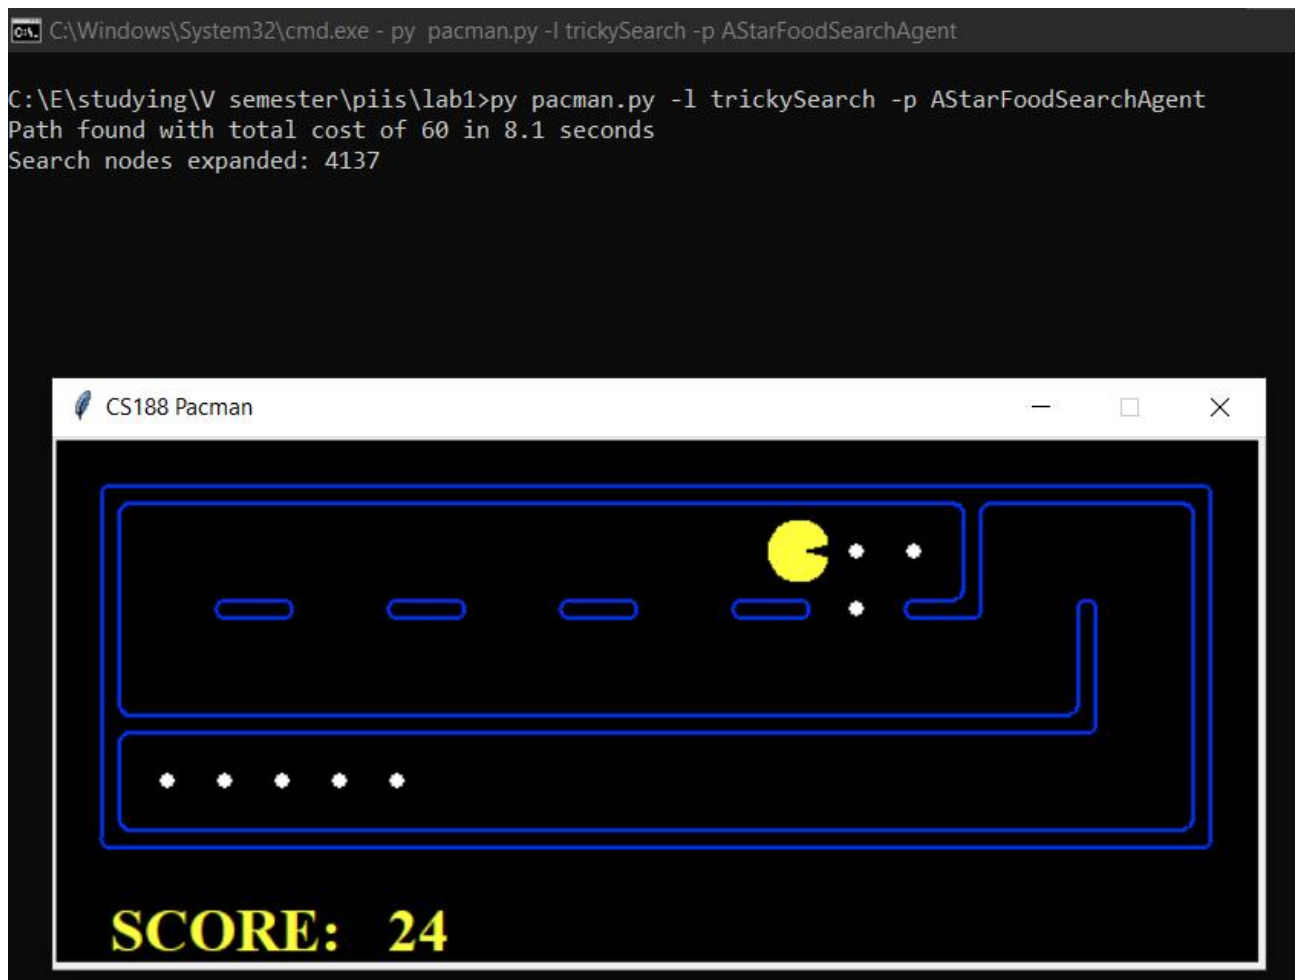 C:\Windows\System32\cmd.exe - py  pacman.py -l trickySearch -p AStarFoodSearchAgent
C:\E\studying\V semester\piis\lab1>py pacman.py -l trickySearch -p AStarFoodSearchAgent
Path found with total cost of 60 in 8.1 seconds
Search nodes expanded: 4137
CS188 Pacman
SCORE: 24